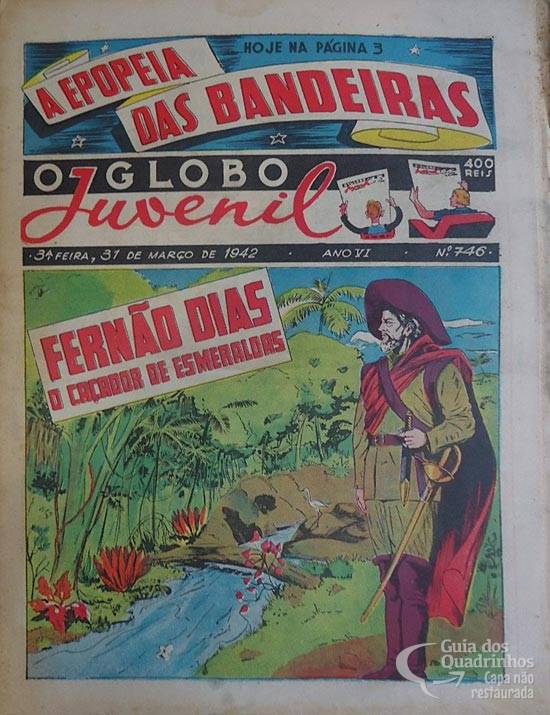 HOJE NA PÁGINA 3
A EPOPEIA
DAS BANDEIRAS
O GLOBO
Juvenil
400
REIS
3ª FEIRA, 31 DE MARÇO DE 1942 · ANO VI · Nº 746
FERNÃO DIAS
O CAÇADOR DE ESMERALDAS
Guia dos
Quadrinhos
Capa não
restaurada